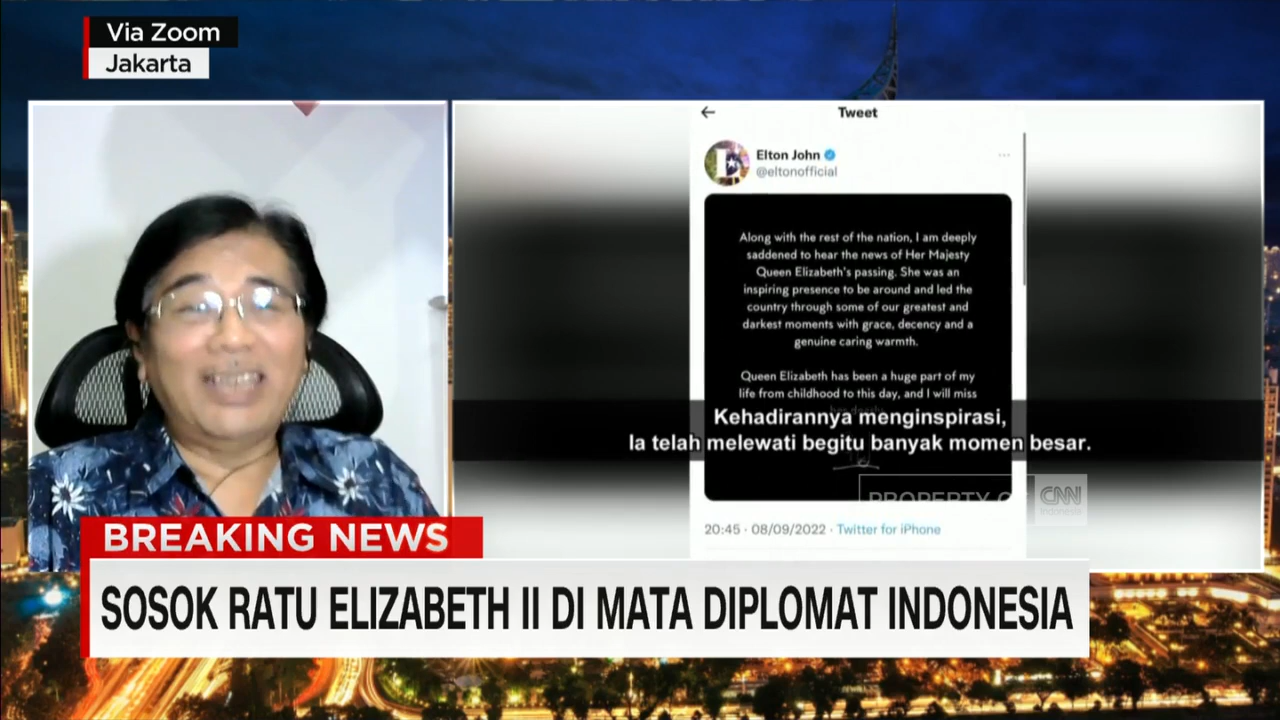 Via Zoom
Jakarta
Tweet
Elton John
@eltonofficial
Along with the rest of the nation, I am deeply
saddened to hear the news of Her Majesty
Queen Elizabeth's passing. She was an
inspiring presence to be around and led the
country through some of our greatest and
darkest moments with grace, decency and a
genuine caring warmth.
Queen Elizabeth has been a huge part of my
life from childhood to this day, and I will miss
Kehadirannya menginspirasi,
Ia telah melewati begitu banyak momen besar.
PROPERTY OF CNN
Indonesia
20:45 · 08/09/2022 · Twitter for iPhone
BREAKING NEWS
SOSOK RATU ELIZABETH II DI MATA DIPLOMAT INDONESIA